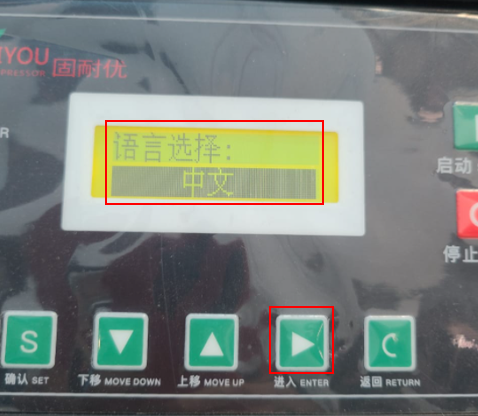 IYOU
固耐优
R
语言选择：
中文
启动
停止
S
确认 SET
下移 MOVE DOWN
上移 MOVE UP
进入 ENTER
返回 RETURN